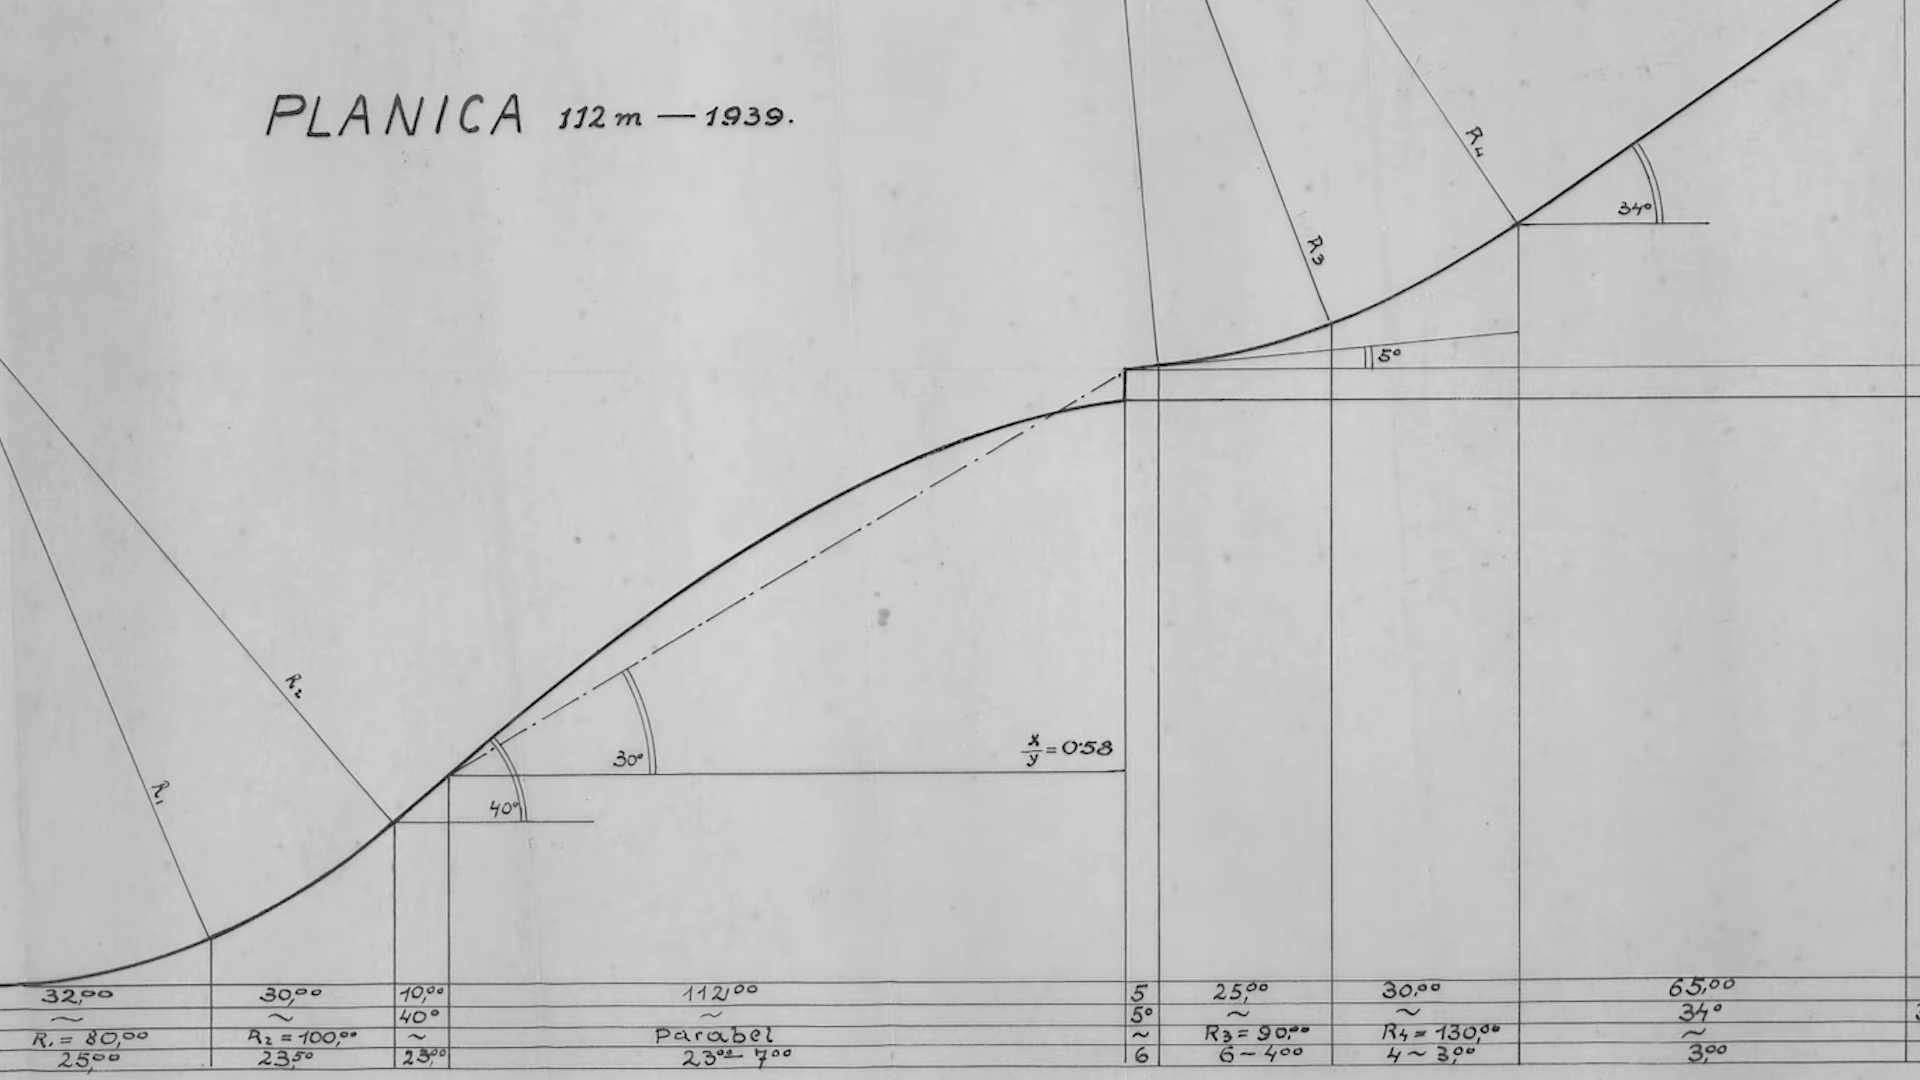 PLANICA 112 m — 1939.
R4
34°
R3
5°
R2
x/y = 0·58
30°
R1
40°
32,00 30,00 10,00 112,00 5 25,00 30,00 65,00
~ ~ 40° ~ 5° ~ ~ 34°
R1 = 80,00 R2 = 100,00 ~ Parabel ~ R3 = 90,00 R4 = 130,00 ~
25,00 23,50 23,00 23,00 – 7,00 6 6 – 4,00 4 ~ 3,00 3,00